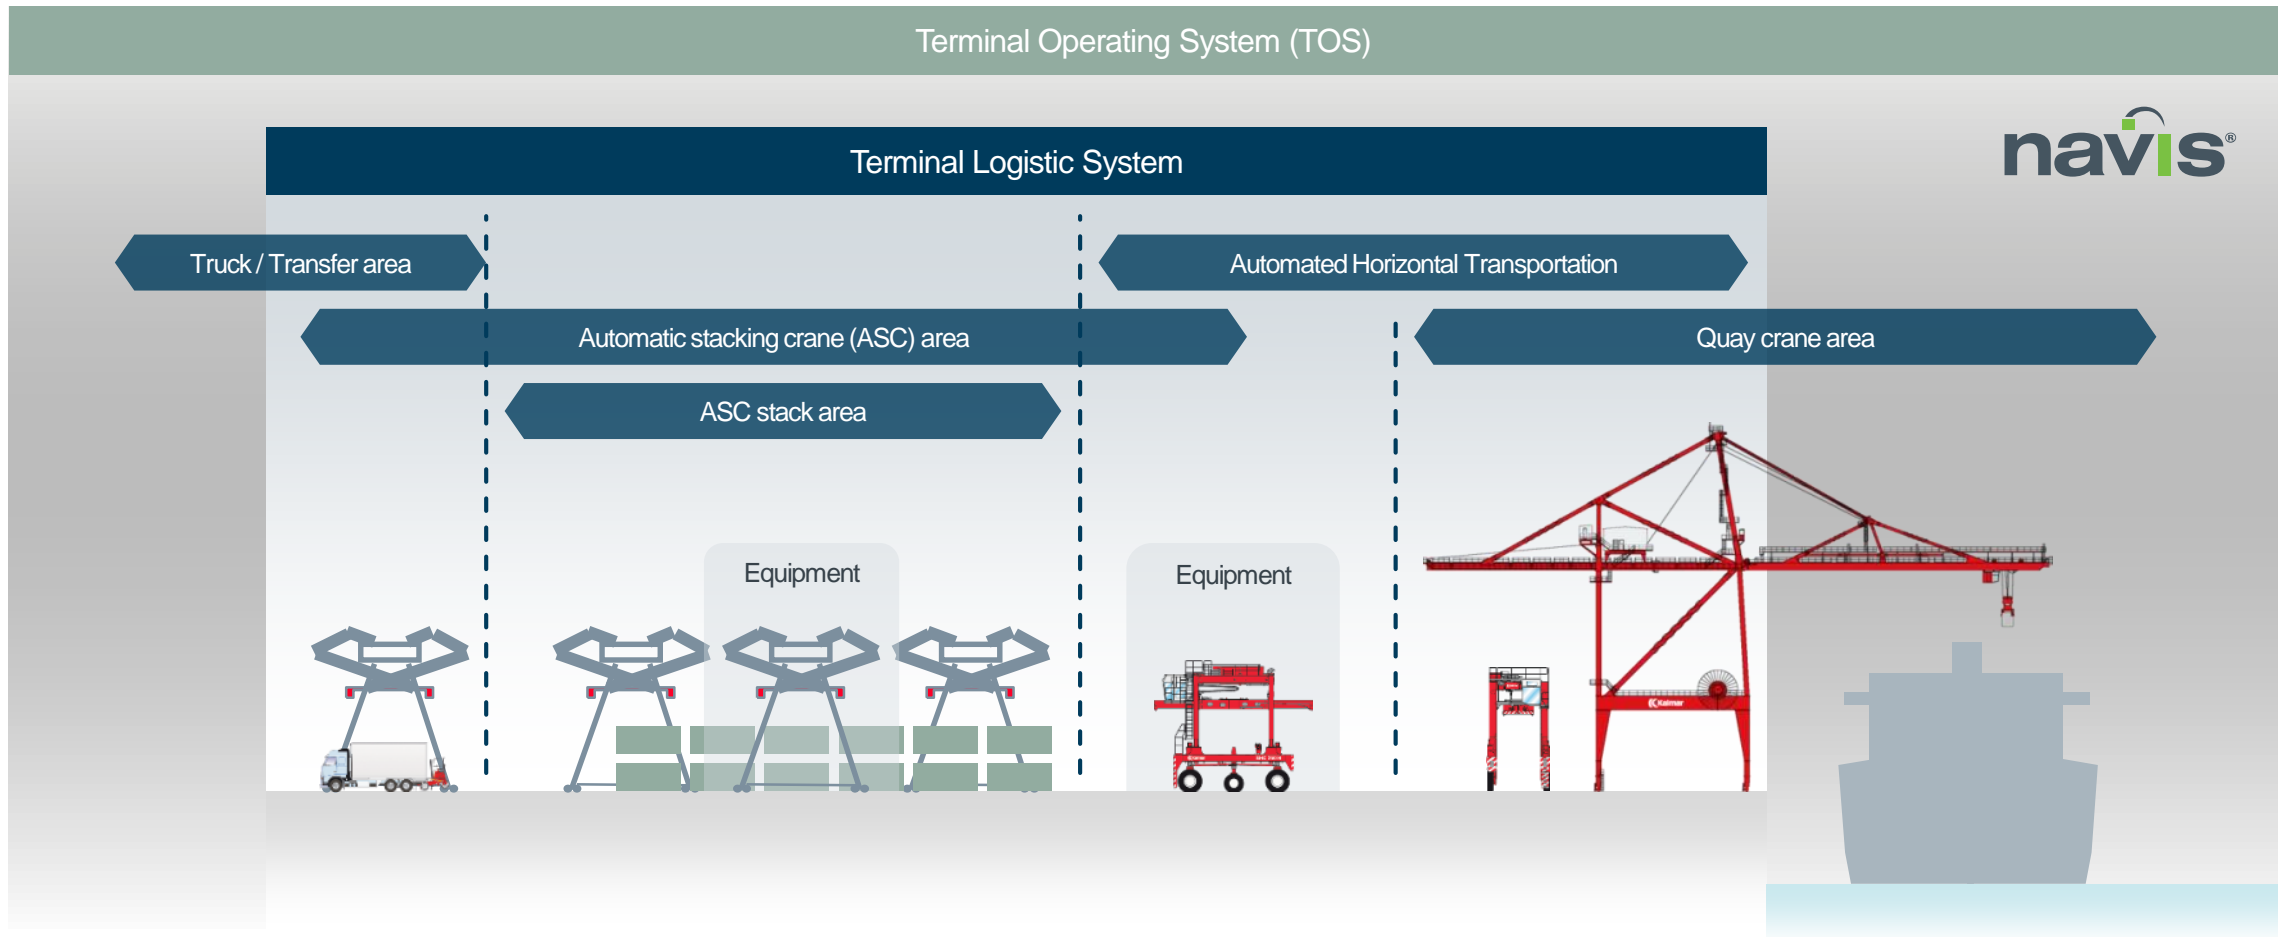 Terminal Operating System (TOS)
navis®
Terminal Logistic System
Truck / Transfer area
Automated Horizontal Transportation
Automatic stacking crane (ASC) area
Quay crane area
ASC stack area
Equipment
Equipment
Kalmar